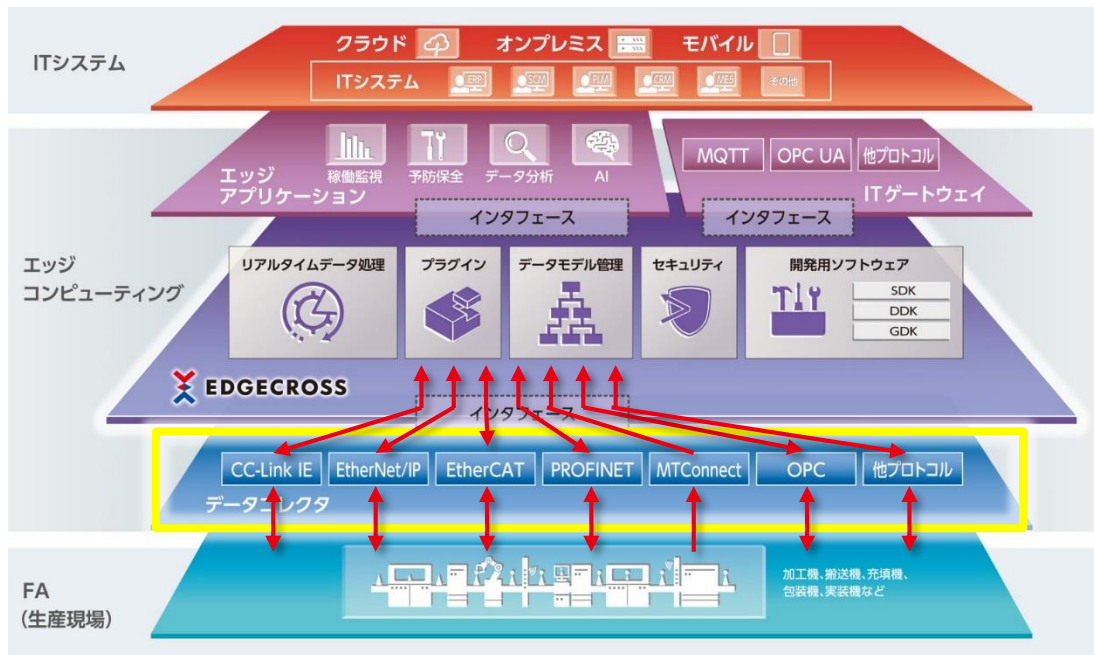 ITシステム
クラウド
オンプレミス
モバイル
ITシステム
ERP
SCM
PLM
CRM
MES
その他
エッジ
コンピューティング
エッジ
アプリケーション
稼働監視
予防保全
データ分析
AI
MQTT
OPC UA
他プロトコル
ITゲートウェイ
インタフェース
インタフェース
リアルタイムデータ処理
プラグイン
データモデル管理
セキュリティ
開発用ソフトウェア
SDK
DDK
GDK
EDGECROSS
インタフェース
CC-Link IE
EtherNet/IP
EtherCAT
PROFINET
MTConnect
OPC
他プロトコル
データコレクタ
FA
(生産現場)
加工機、搬送機、充填機、
包装機、実装機など